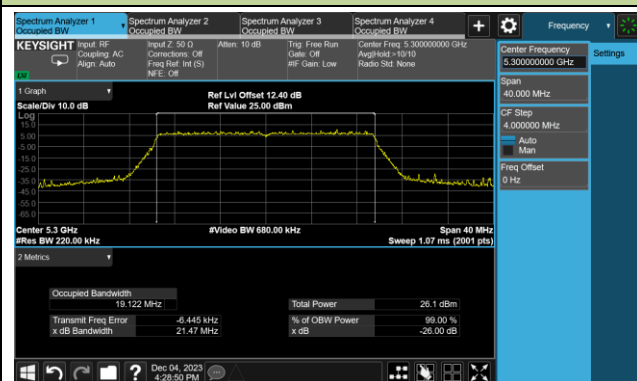 Spectrum Analyzer 1
Occupied BW
Spectrum Analyzer 2
Occupied BW
Spectrum Analyzer 3
Occupied BW
Spectrum Analyzer 4
Occupied BW
+
Frequency
KEYSIGHT
Input: RF
Coupling: AC
Align: Auto
Input Z: 50 Ω
Corrections: Off
Freq Ref: Int (S)
NFE: Off
Atten: 10 dB
Trig: Free Run
Gate: Off
#IF Gain: Low
Center Freq: 5.300000000 GHz
Avg|Hold:>10/10
Radio Std: None
Center Frequency
5.300000000 GHz
Settings
Span
40.000 MHz
CF Step
4.000000 MHz
Auto
Man
Freq Offset
0 Hz
1 Graph
Scale/Div 10.0 dB
Ref Lvl Offset 12.40 dB
Ref Value 25.00 dBm
Log
15.0
5.00
-5.00
-15.0
-25.0
-35.0
-45.0
-55.0
-65.0
Center 5.3 GHz
#Res BW 220.00 kHz
#Video BW 680.00 kHz
Span 40 MHz
Sweep 1.07 ms (2001 pts)
2 Metrics
Occupied Bandwidth
19.122 MHz
Total Power 26.1 dBm
Transmit Freq Error -6.445 kHz
% of OBW Power 99.00 %
x dB Bandwidth 21.47 MHz
x dB -26.00 dB
?
Dec 04, 2023
4:28:50 PM